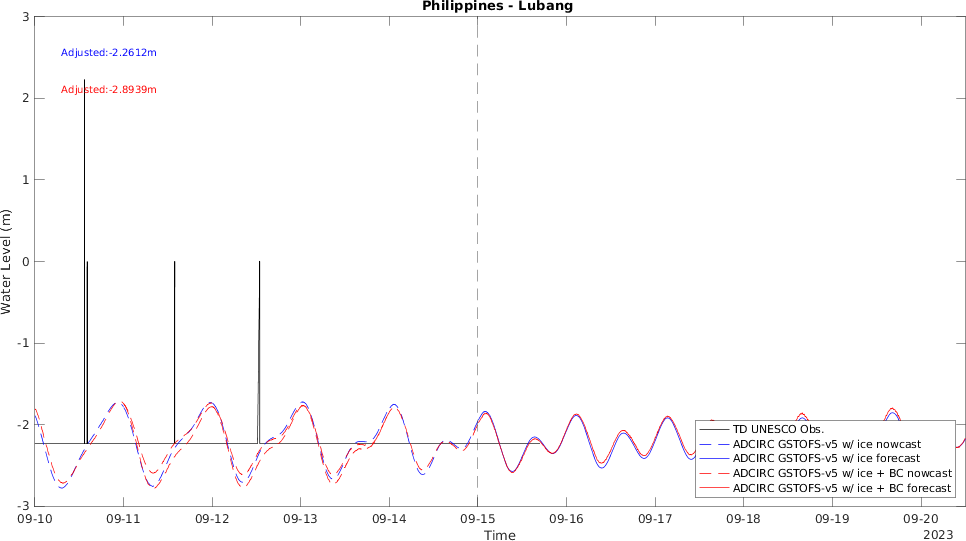 Philippines - Lubang
3
Adjusted:-2.2612m
Adjusted:-2.8939m
2
1
0
-1
-2
-3
Water Level (m)
TD UNESCO Obs.
ADCIRC GSTOFS-v5 w/ ice nowcast
ADCIRC GSTOFS-v5 w/ ice forecast
ADCIRC GSTOFS-v5 w/ ice + BC nowcast
ADCIRC GSTOFS-v5 w/ ice + BC forecast
09-10 09-11 09-12 09-13 09-14 09-15 09-16 09-17 09-18 09-19 09-20
Time
2023